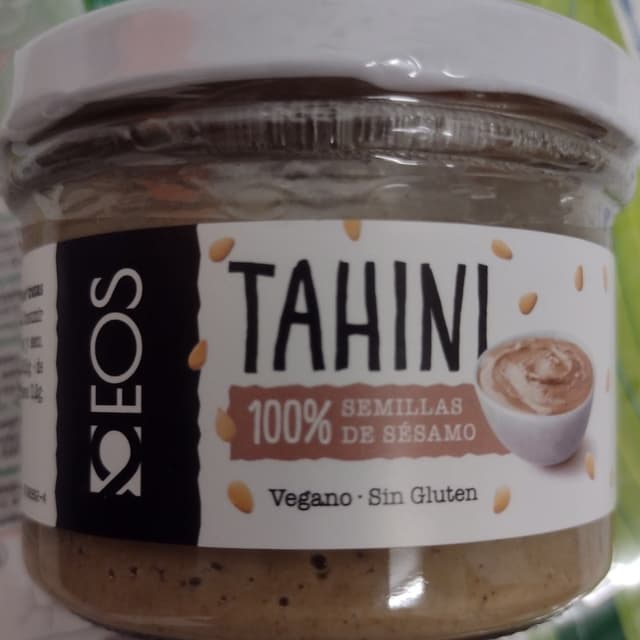 EOS
TAHINI
100% SEMILLAS
DE SÉSAMO
Vegano · Sin Gluten